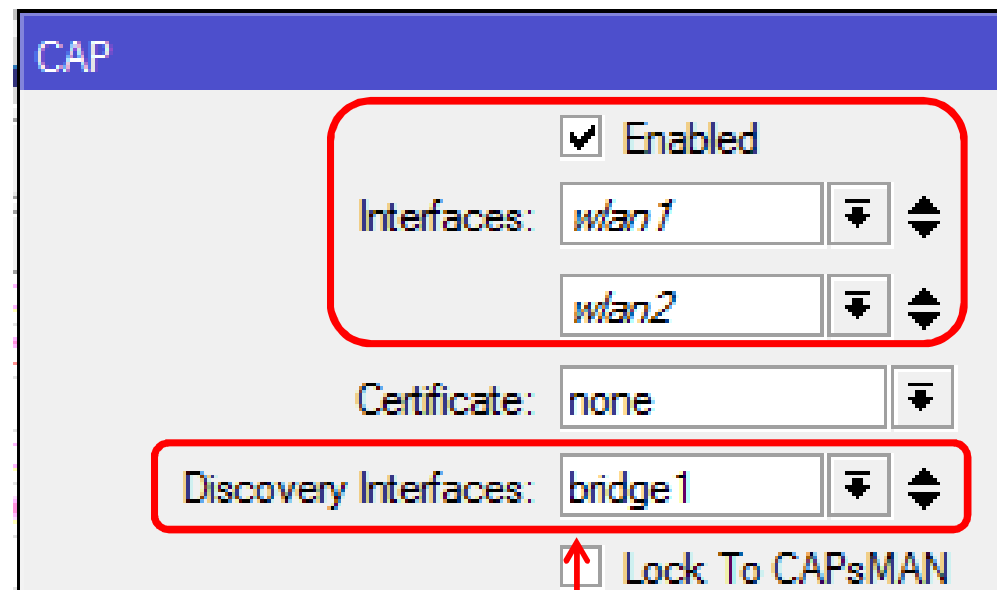 CAP
Enabled
Interfaces: wlan1
wlan2
Certificate: none
Discovery Interfaces: bridge1
Lock To CAPsMAN